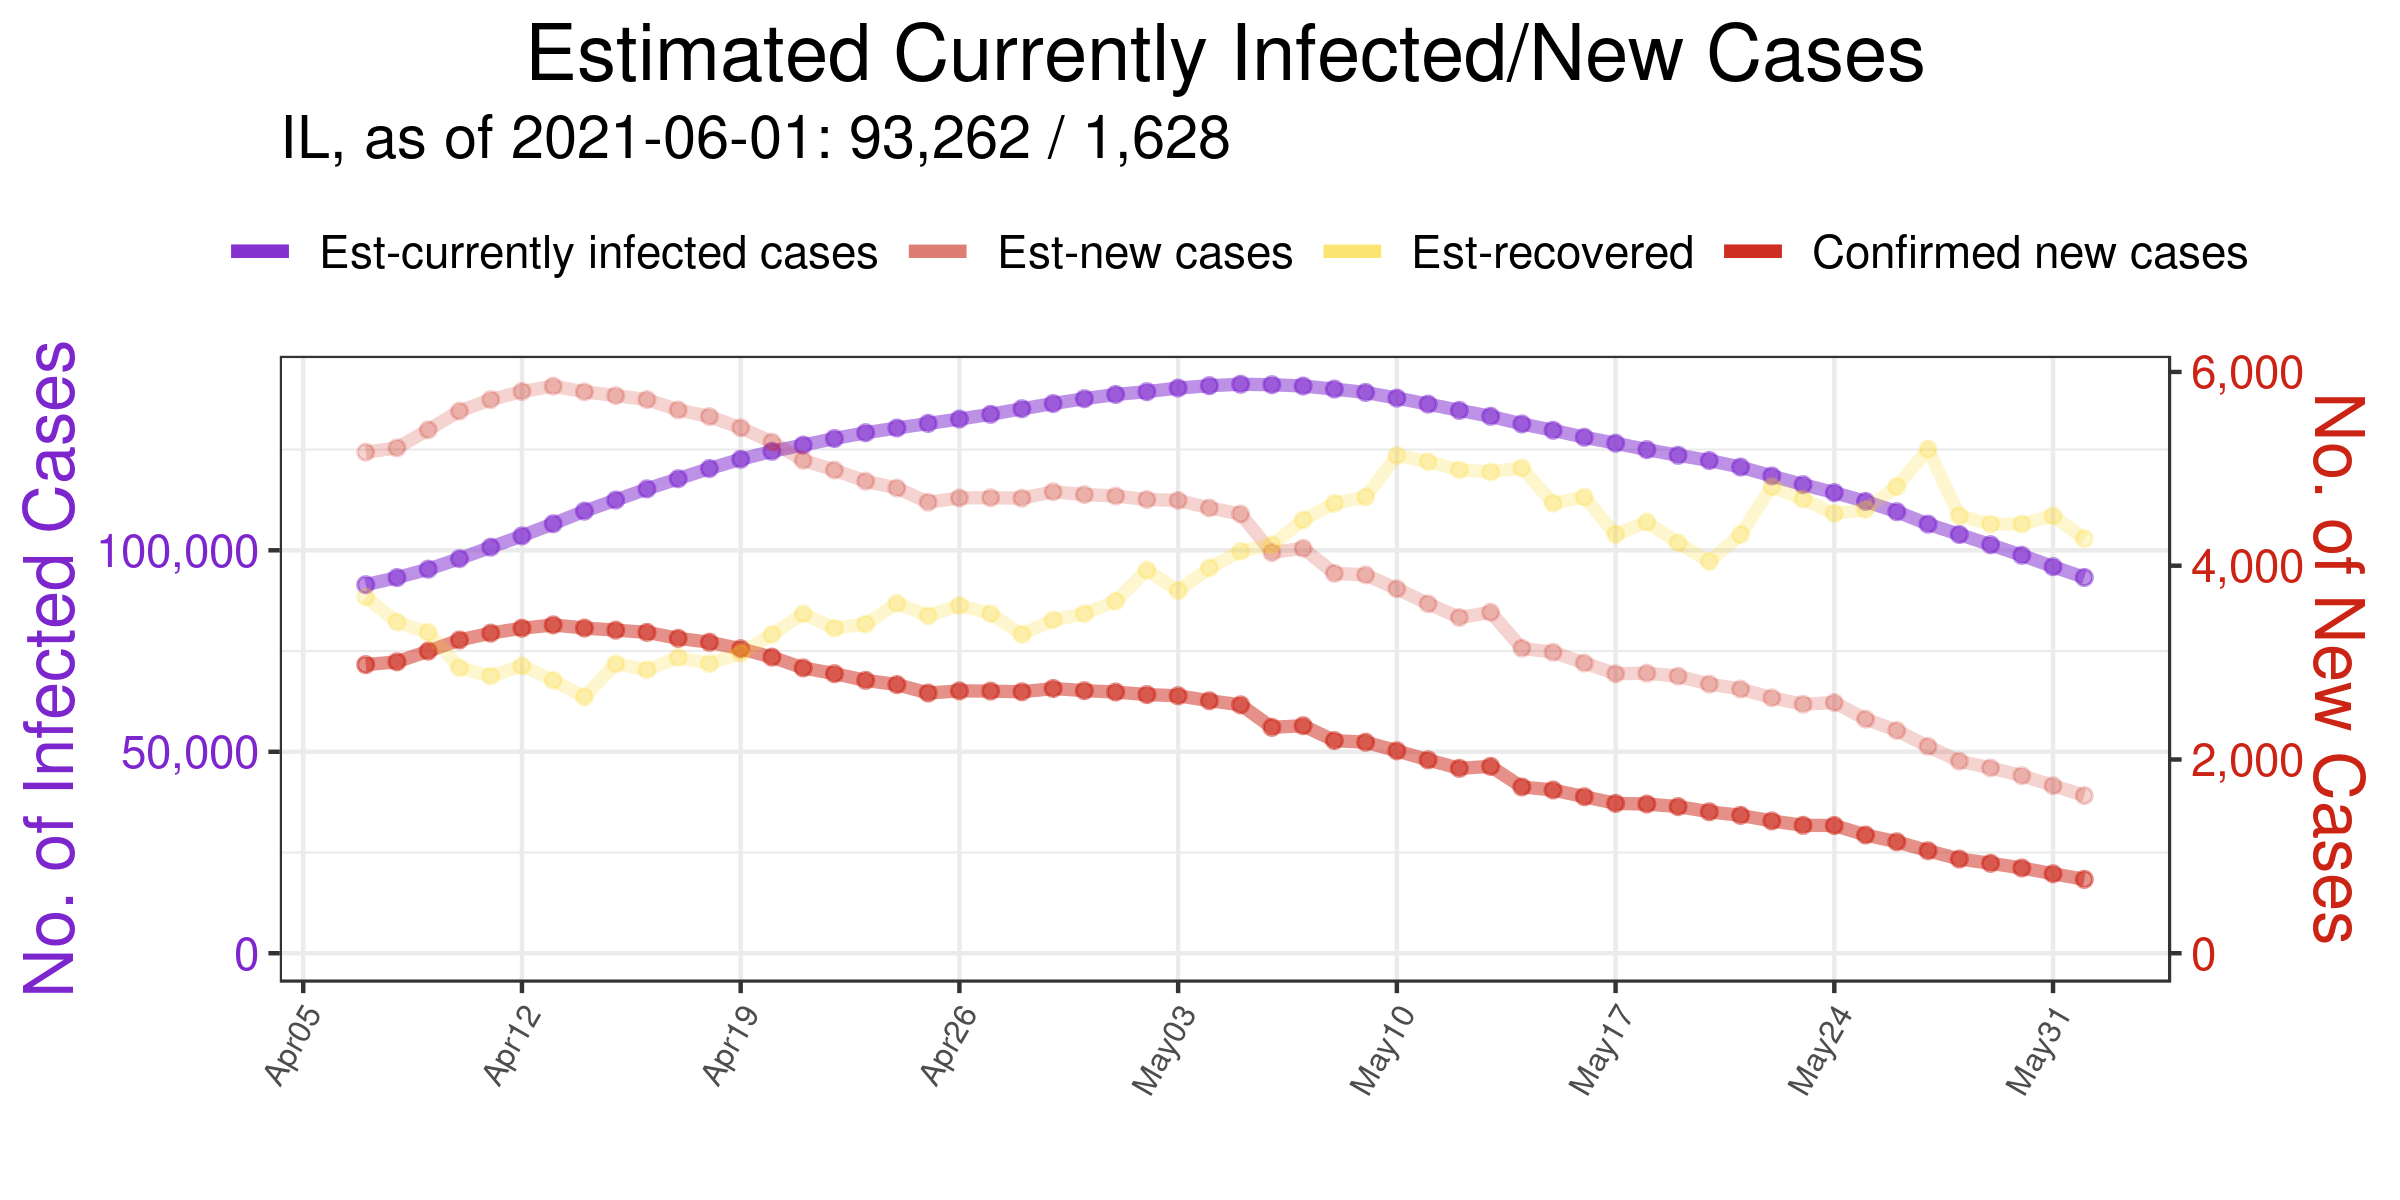 Estimated Currently Infected/New Cases
IL, as of 2021-06-01: 93,262 / 1,628
Est-currently infected cases Est-new cases Est-recovered Confirmed new cases
No. of Infected Cases
100,000
50,000
0
6,000
4,000
2,000
0
No. of New Cases
Apr05 Apr12 Apr19 Apr26 May03 May10 May17 May24 May31